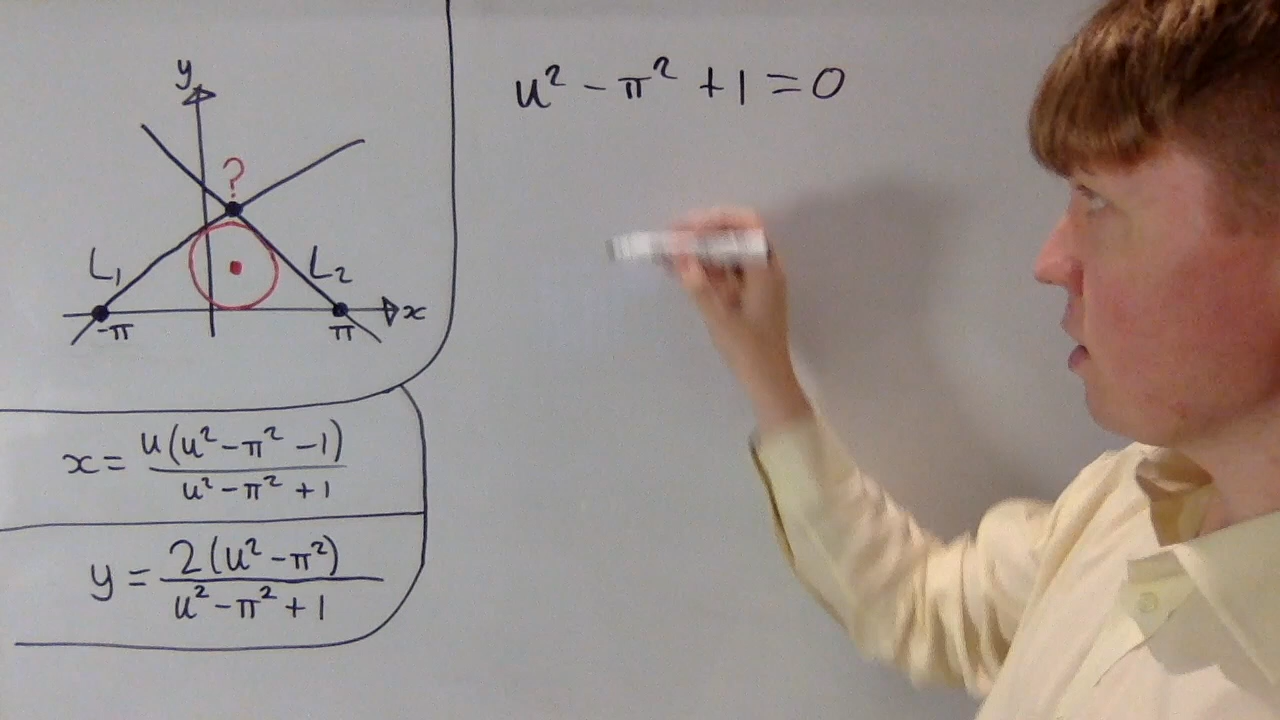 y
?
L₁
L₂
x
-π
π
x = u(u² - π² - 1) / u² - π² + 1
y = 2(u² - π²) / u² - π² + 1
u² - π² + 1 = 0